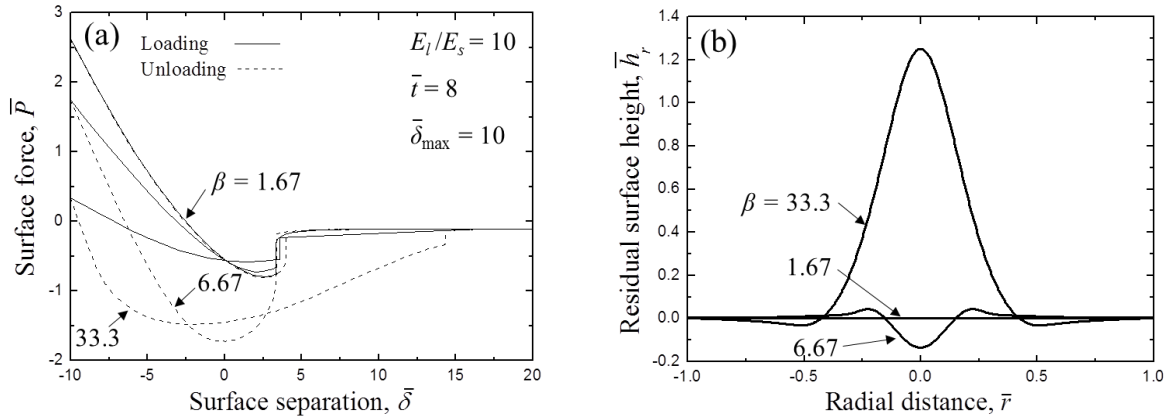 (a)
Loading
Unloading
E_l/E_s = 10
t̄ = 8
δ̄_max = 10
β = 1.67
6.67
33.3
3
2
1
0
-1
-2
-10
-5
0
5
10
15
20
Surface force, P̄
Surface separation, δ̄
(b)
β = 33.3
1.67
6.67
1.4
1.2
1.0
0.8
0.6
0.4
0.2
0.0
-0.2
-1.0
-0.5
0.0
0.5
1.0
Residual surface height, h̄_r
Radial distance, r̄